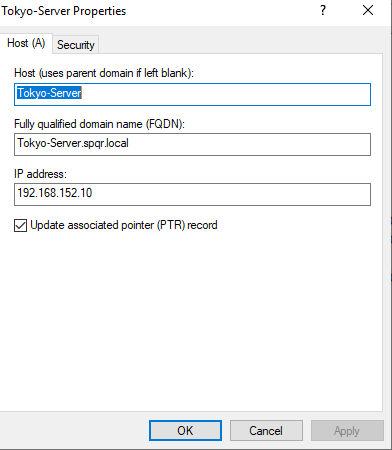 Tokyo-Server Properties
?
Host (A)
Security
Host (uses parent domain if left blank):
Tokyo-Server
Fully qualified domain name (FQDN):
Tokyo-Server.spqr.local
IP address:
192.168.152.10
Update associated pointer (PTR) record
OK
Cancel
Apply